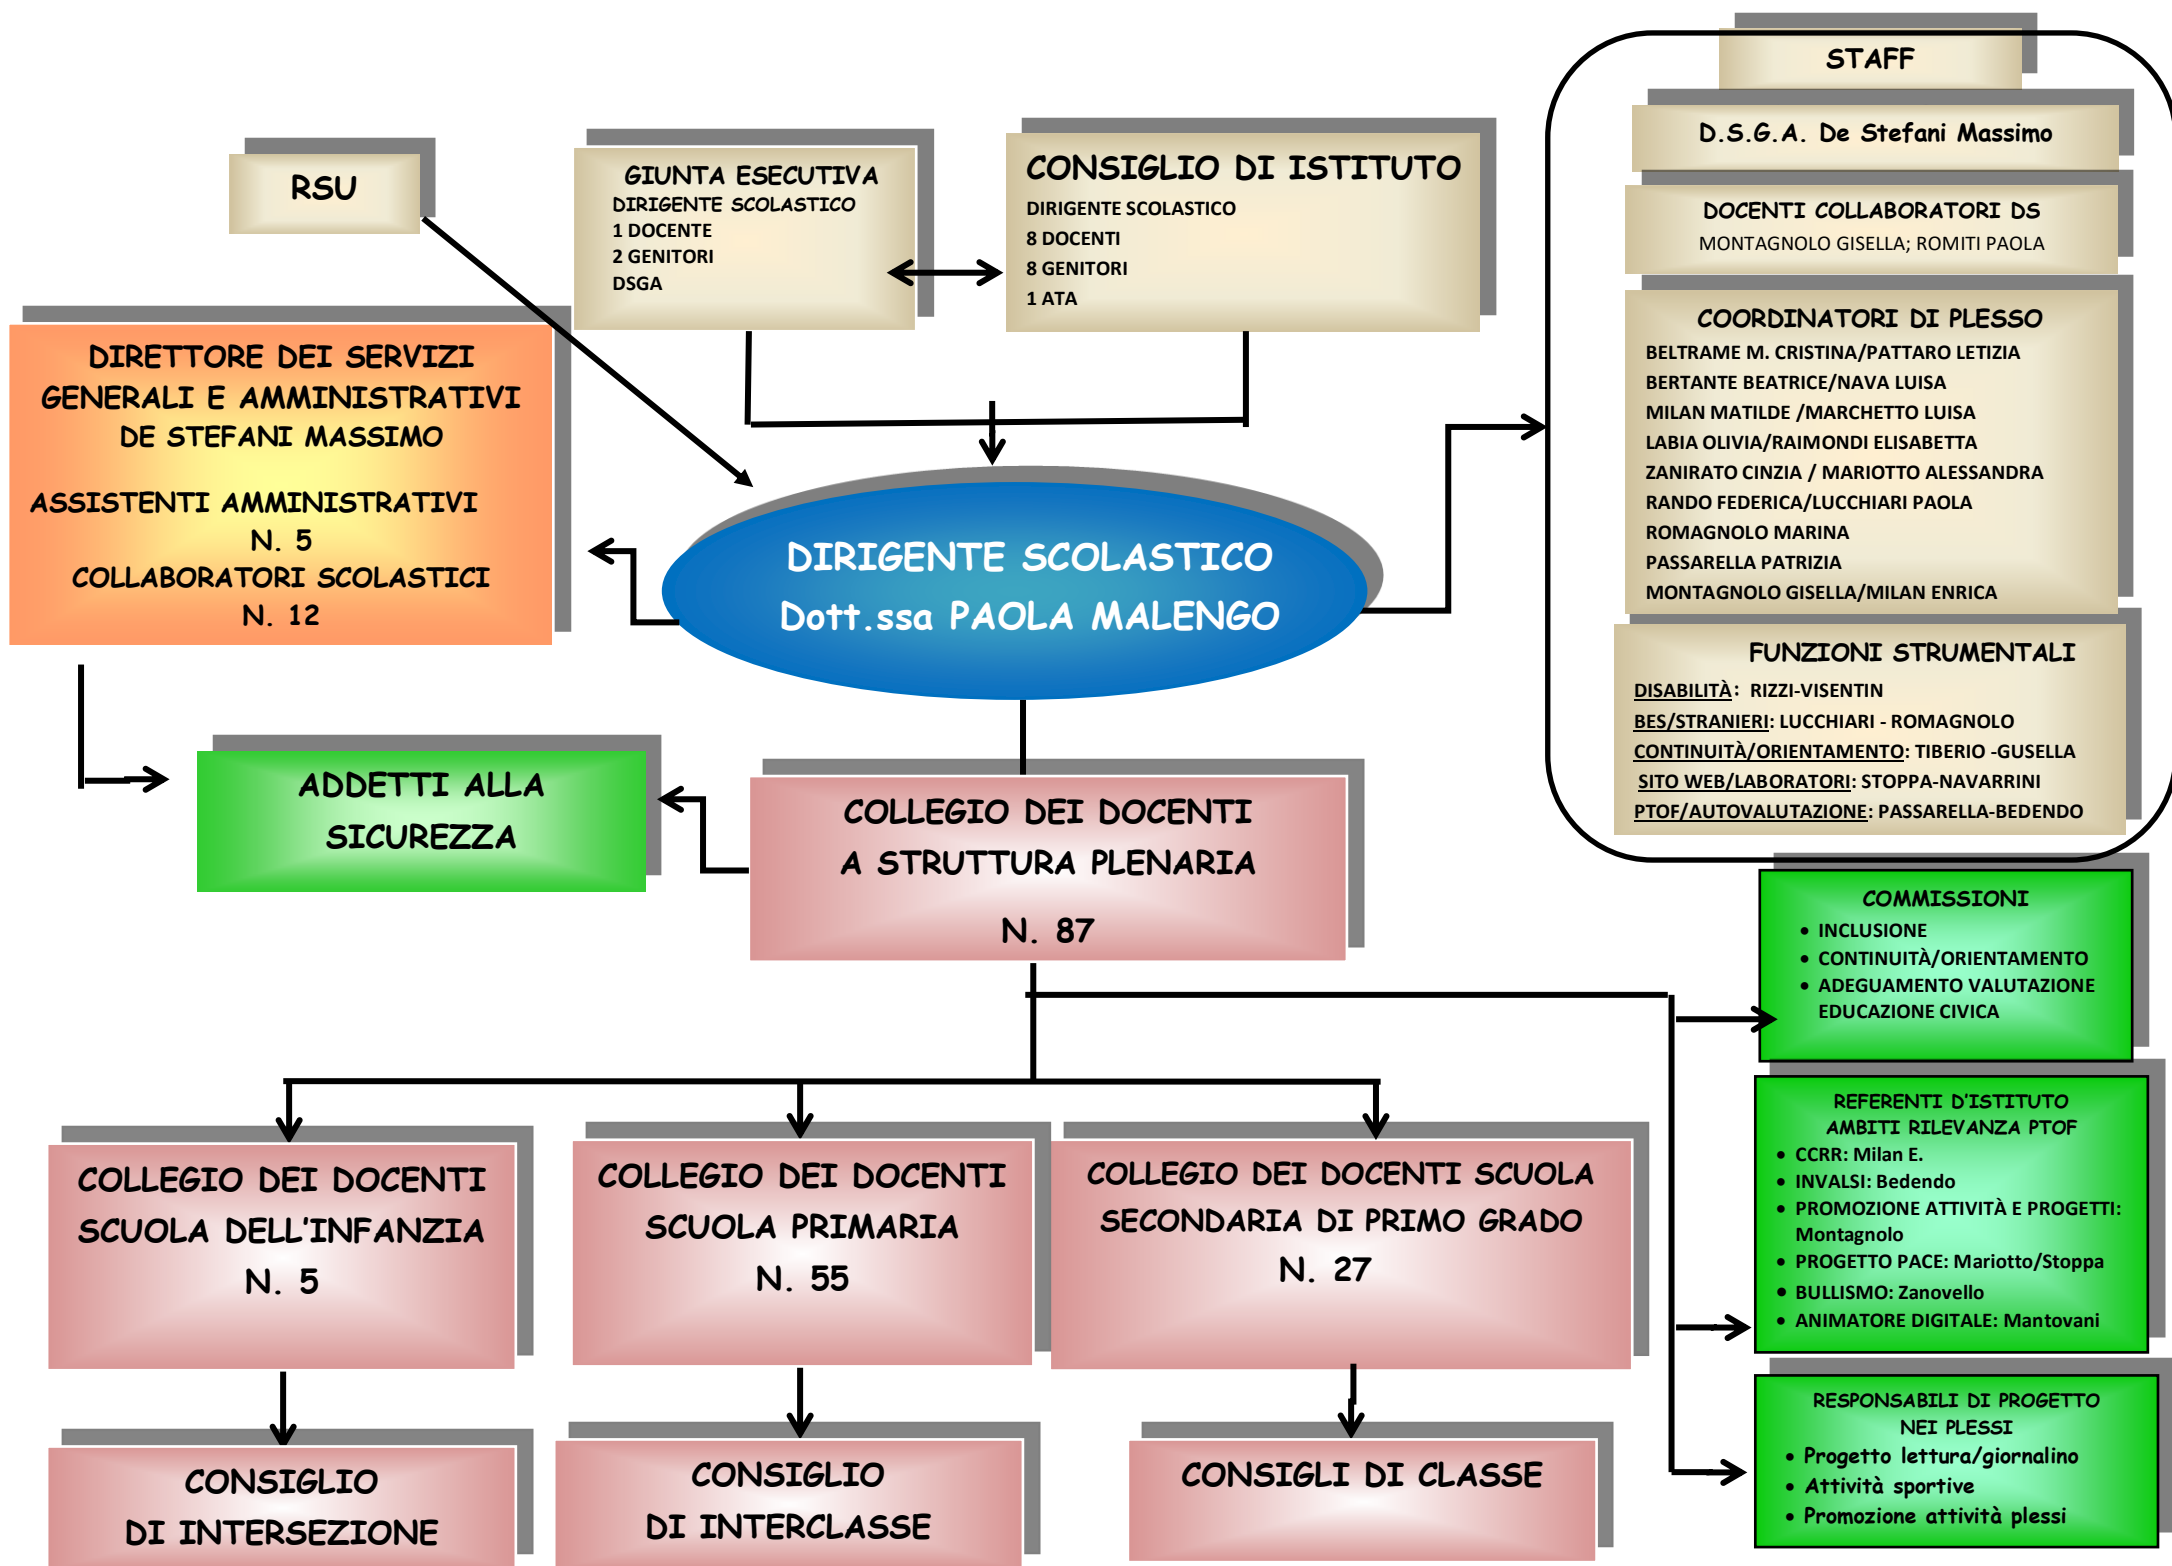 RSU
GIUNTA ESECUTIVA
DIRIGENTE SCOLASTICO
1 DOCENTE
2 GENITORI
DSGA
CONSIGLIO DI ISTITUTO
DIRIGENTE SCOLASTICO
8 DOCENTI
8 GENITORI
1 ATA
STAFF
D.S.G.A. De Stefani Massimo
DOCENTI COLLABORATORI DS
MONTAGNOLO GISELLA; ROMITI PAOLA
COORDINATORI DI PLESSO
BELTRAME M. CRISTINA/PATTARO LETIZIA
BERTANTE BEATRICE/NAVA LUISA
MILAN MATILDE /MARCHETTO LUISA
LABIA OLIVIA/RAIMONDI ELISABETTA
ZANIRATO CINZIA / MARIOTTO ALESSANDRA
RANDO FEDERICA/LUCCHIARI PAOLA
ROMAGNOLO MARINA
PASSARELLA PATRIZIA
MONTAGNOLO GISELLA/MILAN ENRICA
FUNZIONI STRUMENTALI
DISABILITÀ: RIZZI-VISENTIN
BES/STRANIERI: LUCCHIARI - ROMAGNOLO
CONTINUITÀ/ORIENTAMENTO: TIBERIO -GUSELLA
SITO WEB/LABORATORI: STOPPA-NAVARRINI
PTOF/AUTOVALUTAZIONE: PASSARELLA-BEDENDO
DIRETTORE DEI SERVIZI
GENERALI E AMMINISTRATIVI
DE STEFANI MASSIMO
ASSISTENTI AMMINISTRATIVI
N. 5
COLLABORATORI SCOLASTICI
N. 12
DIRIGENTE SCOLASTICO
Dott.ssa PAOLA MALENGO
ADDETTI ALLA
SICUREZZA
COLLEGIO DEI DOCENTI
A STRUTTURA PLENARIA
N. 87
COMMISSIONI
• INCLUSIONE
• CONTINUITÀ/ORIENTAMENTO
• ADEGUAMENTO VALUTAZIONE
EDUCAZIONE CIVICA
REFERENTI D'ISTITUTO
AMBITI RILEVANZA PTOF
• CCRR: Milan E.
• INVALSI: Bedendo
• PROMOZIONE ATTIVITÀ E PROGETTI:
Montagnolo
• PROGETTO PACE: Mariotto/Stoppa
• BULLISMO: Zanovello
• ANIMATORE DIGITALE: Mantovani
RESPONSABILI DI PROGETTO
NEI PLESSI
• Progetto lettura/giornalino
• Attività sportive
• Promozione attività plessi
COLLEGIO DEI DOCENTI
SCUOLA DELL'INFANZIA
N. 5
COLLEGIO DEI DOCENTI
SCUOLA PRIMARIA
N. 55
COLLEGIO DEI DOCENTI SCUOLA
SECONDARIA DI PRIMO GRADO
N. 27
CONSIGLIO
DI INTERSEZIONE
CONSIGLIO
DI INTERCLASSE
CONSIGLI DI CLASSE